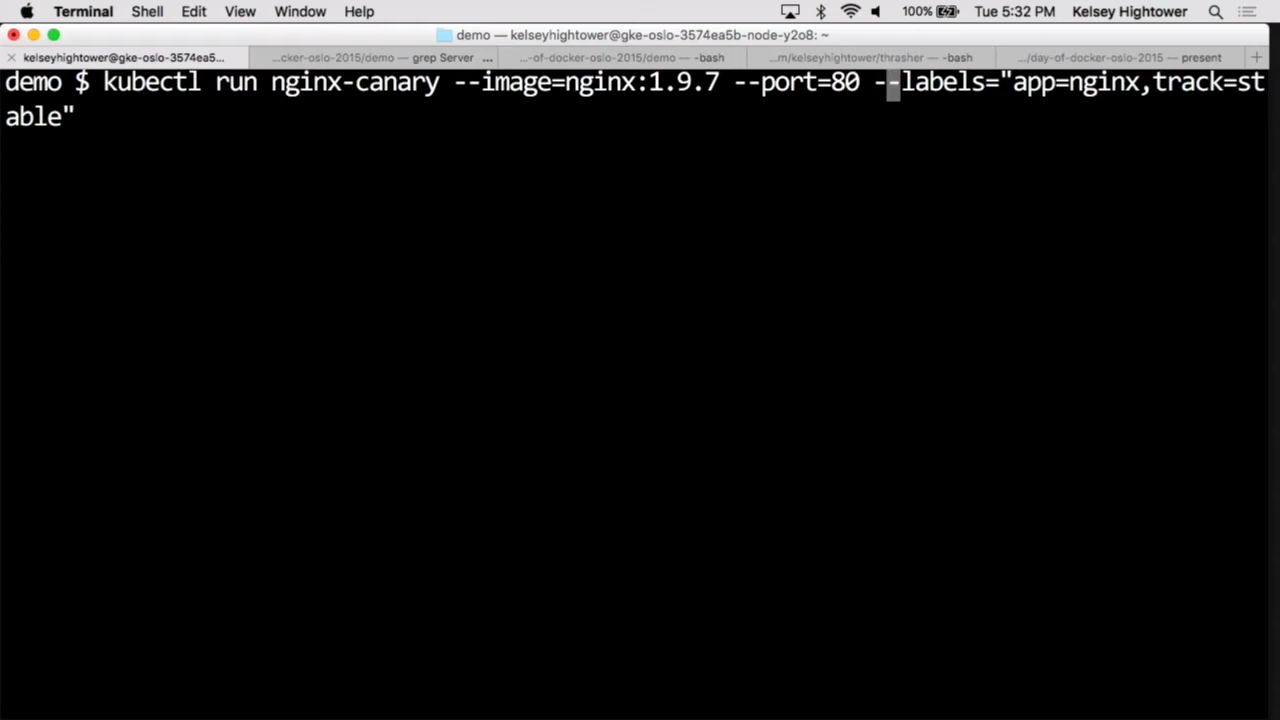 Terminal Shell Edit View Window Help 100% Tue 5:32 PM Kelsey Hightower
demo — kelseyhightower@gke-oslo-3574ea5b-node-y2o8: ~
kelseyhightower@gke-oslo-3574ea5... ...cker-oslo-2015/demo — grep Server ... ...-of-docker-oslo-2015/demo — -bash ...m/kelseyhightower/thrasher — -bash .../day-of-docker-oslo-2015 — present
demo $ kubectl run nginx-canary --image=nginx:1.9.7 --port=80 --labels="app=nginx,track=st
able"